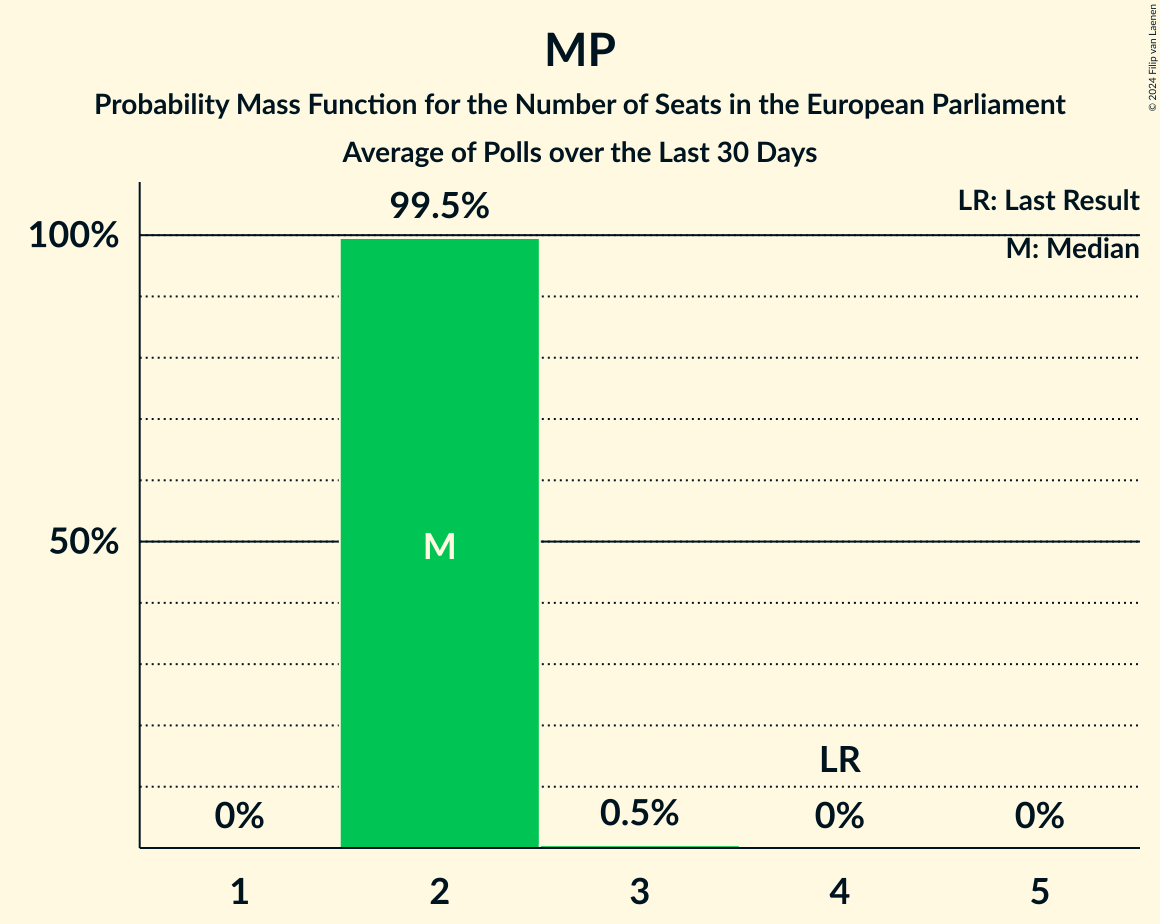 MP
Probability Mass Function for the Number of Seats in the European Parliament
Average of Polls over the Last 30 Days
© 2024 Filip van Laenen
LR: Last Result
M: Median
99.5%
100%
50%
M
LR
0%
0.5%
0%
0%
1
2
3
4
5